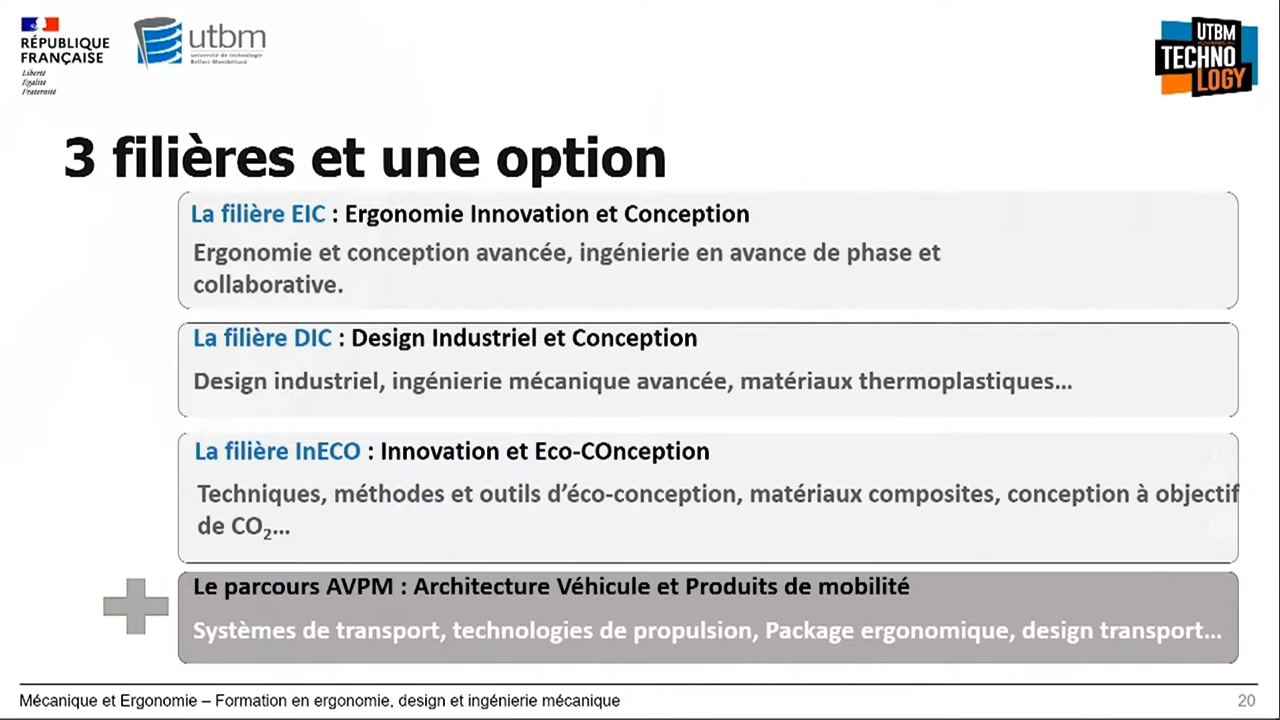 RÉPUBLIQUE
FRANÇAISE
Liberté
Égalité
Fraternité
utbm
université de technologie
Belfort-Montbéliard
UTBM
TECHNO
LOGY
3 filières et une option
La filière EIC : Ergonomie Innovation et Conception
Ergonomie et conception avancée, ingénierie en avance de phase et
collaborative.
La filière DIC : Design Industriel et Conception
Design industriel, ingénierie mécanique avancée, matériaux thermoplastiques…
La filière InECO : Innovation et Eco-COnception
Techniques, méthodes et outils d’éco-conception, matériaux composites, conception à objectif
de CO₂…
Le parcours AVPM : Architecture Véhicule et Produits de mobilité
Systèmes de transport, technologies de propulsion, Package ergonomique, design transport…
Mécanique et Ergonomie – Formation en ergonomie, design et ingénierie mécanique
20